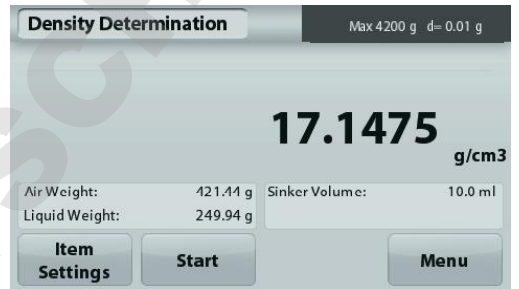 Density Determination
Max 4200 g d= 0.01 g
17.1475
g/cm3
Air Weight: 421.44 g Sinker Volume: 10.0 ml
Liquid Weight: 249.94 g
Item Settings Start Menu